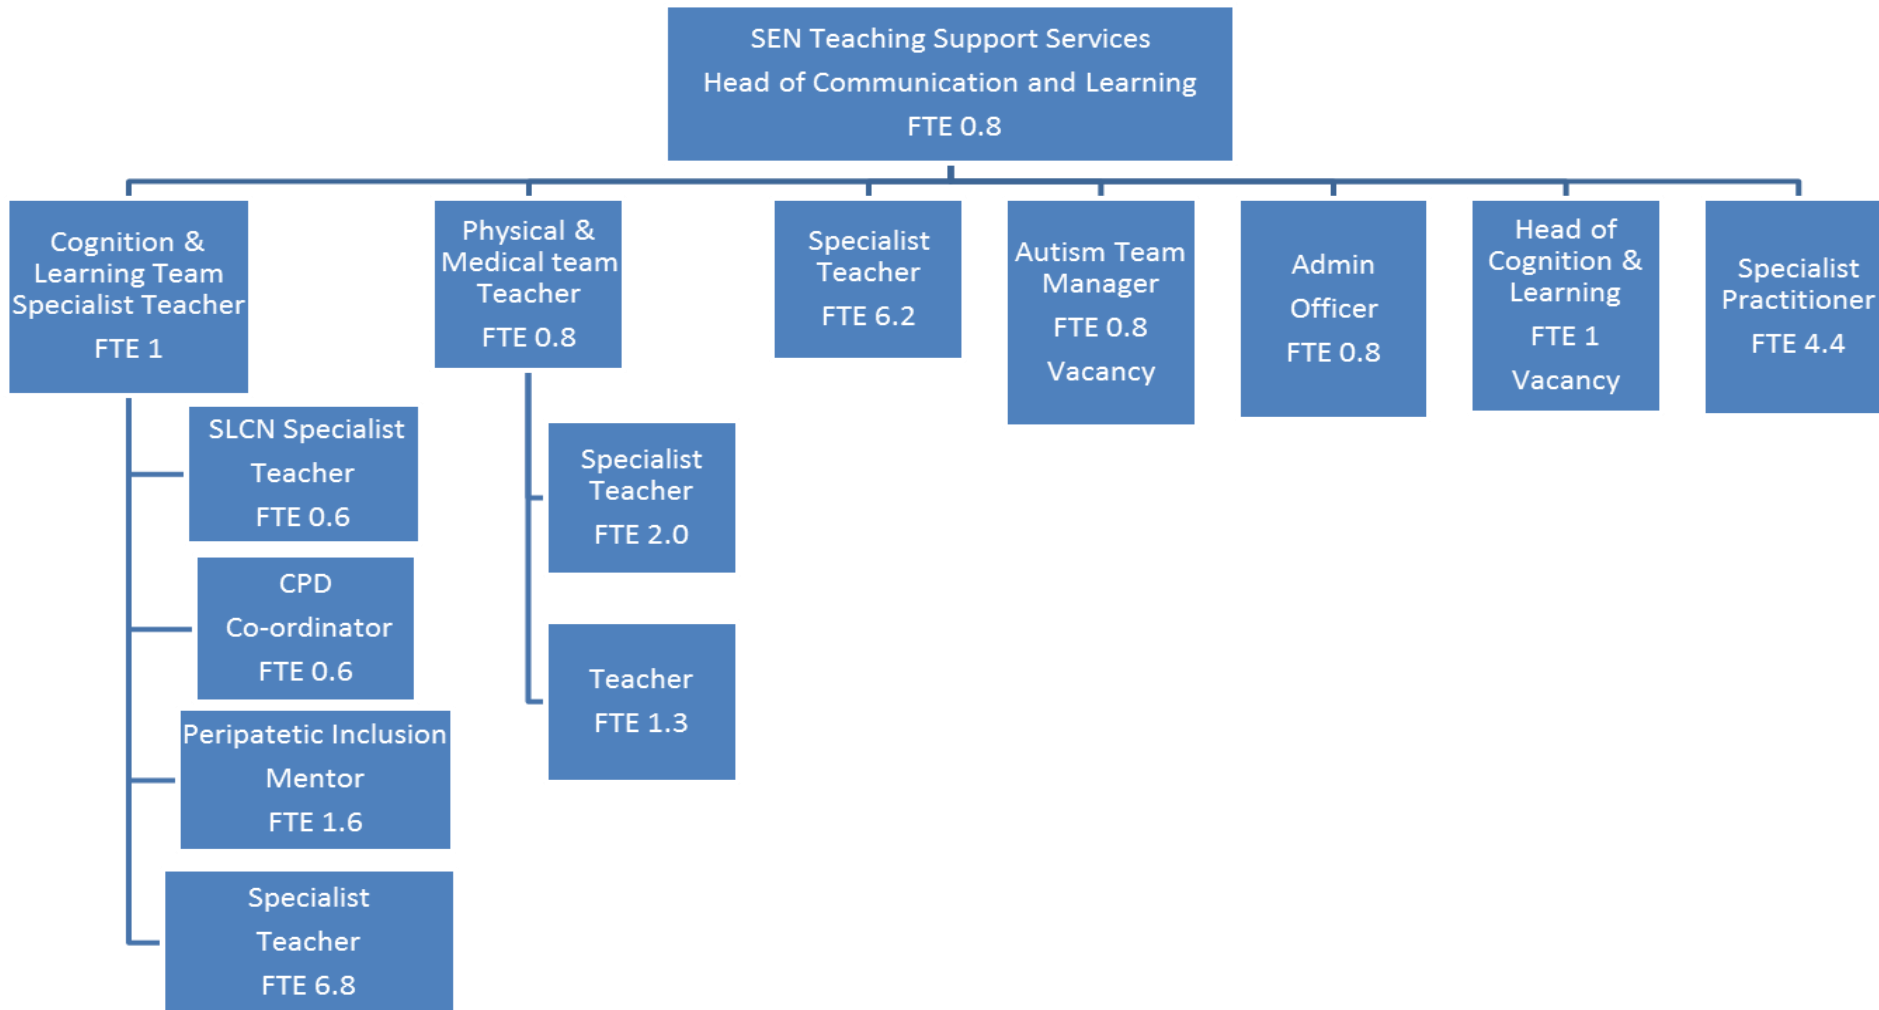 SEN Teaching Support Services
Head of Communication and Learning
FTE 0.8
Cognition &
Learning Team
Specialist Teacher
FTE 1
Physical &
Medical team
Teacher
FTE 0.8
Specialist
Teacher
FTE 6.2
Autism Team
Manager
FTE 0.8
Vacancy
Admin
Officer
FTE 0.8
Head of
Cognition &
Learning
FTE 1
Vacancy
Specialist
Practitioner
FTE 4.4
SLCN Specialist
Teacher
FTE 0.6
CPD
Co-ordinator
FTE 0.6
Peripatetic Inclusion
Mentor
FTE 1.6
Specialist
Teacher
FTE 6.8
Specialist
Teacher
FTE 2.0
Teacher
FTE 1.3